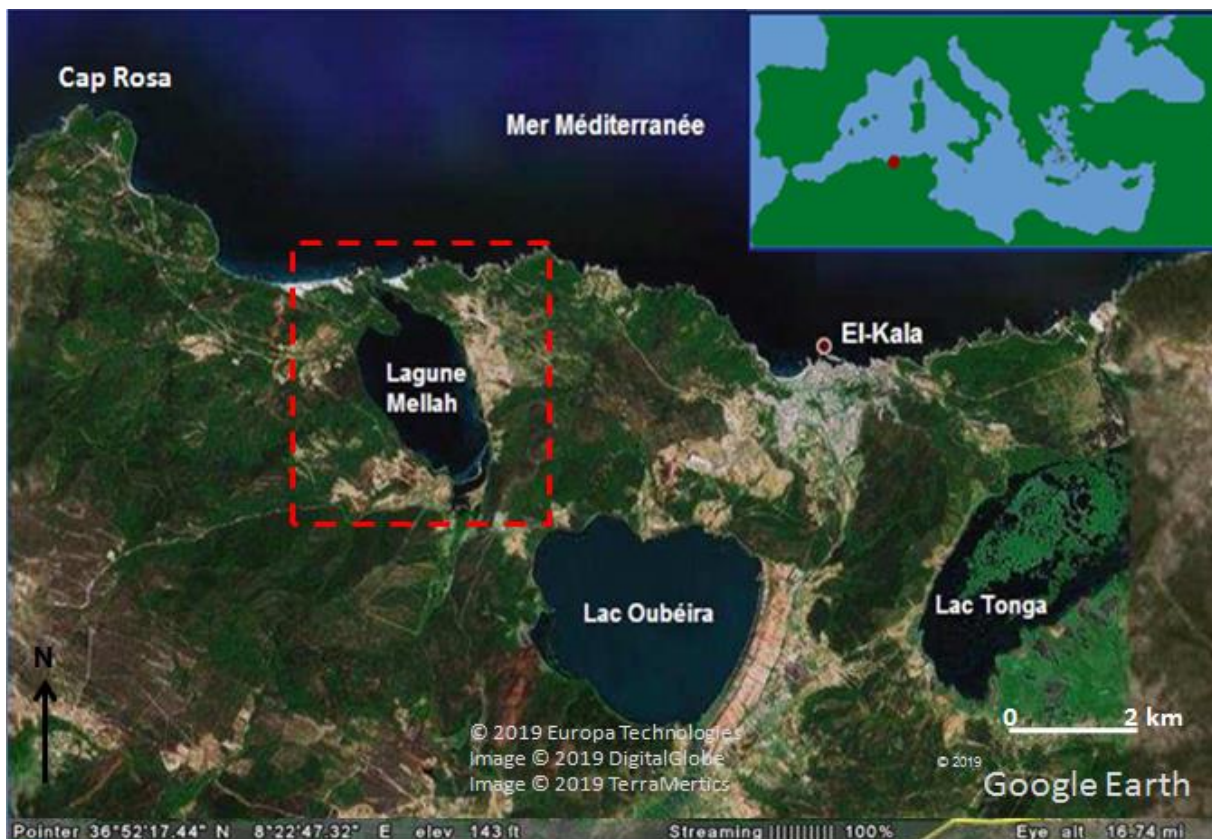 Cap Rosa
Mer Méditerranée
El-Kala
Lagune
Mellah
Lac Oubéira
Lac Tonga
N
0 2 km
© 2019 Europa Technologies
Image © 2019 DigitalGlobe
Image © 2019 TerraMertics
© 2019
Google Earth
Pointer 36°52'17.44" N 8°22'47.32" E elev 143 ft Streaming |||||||||| 100% Eye alt 16.74 mi